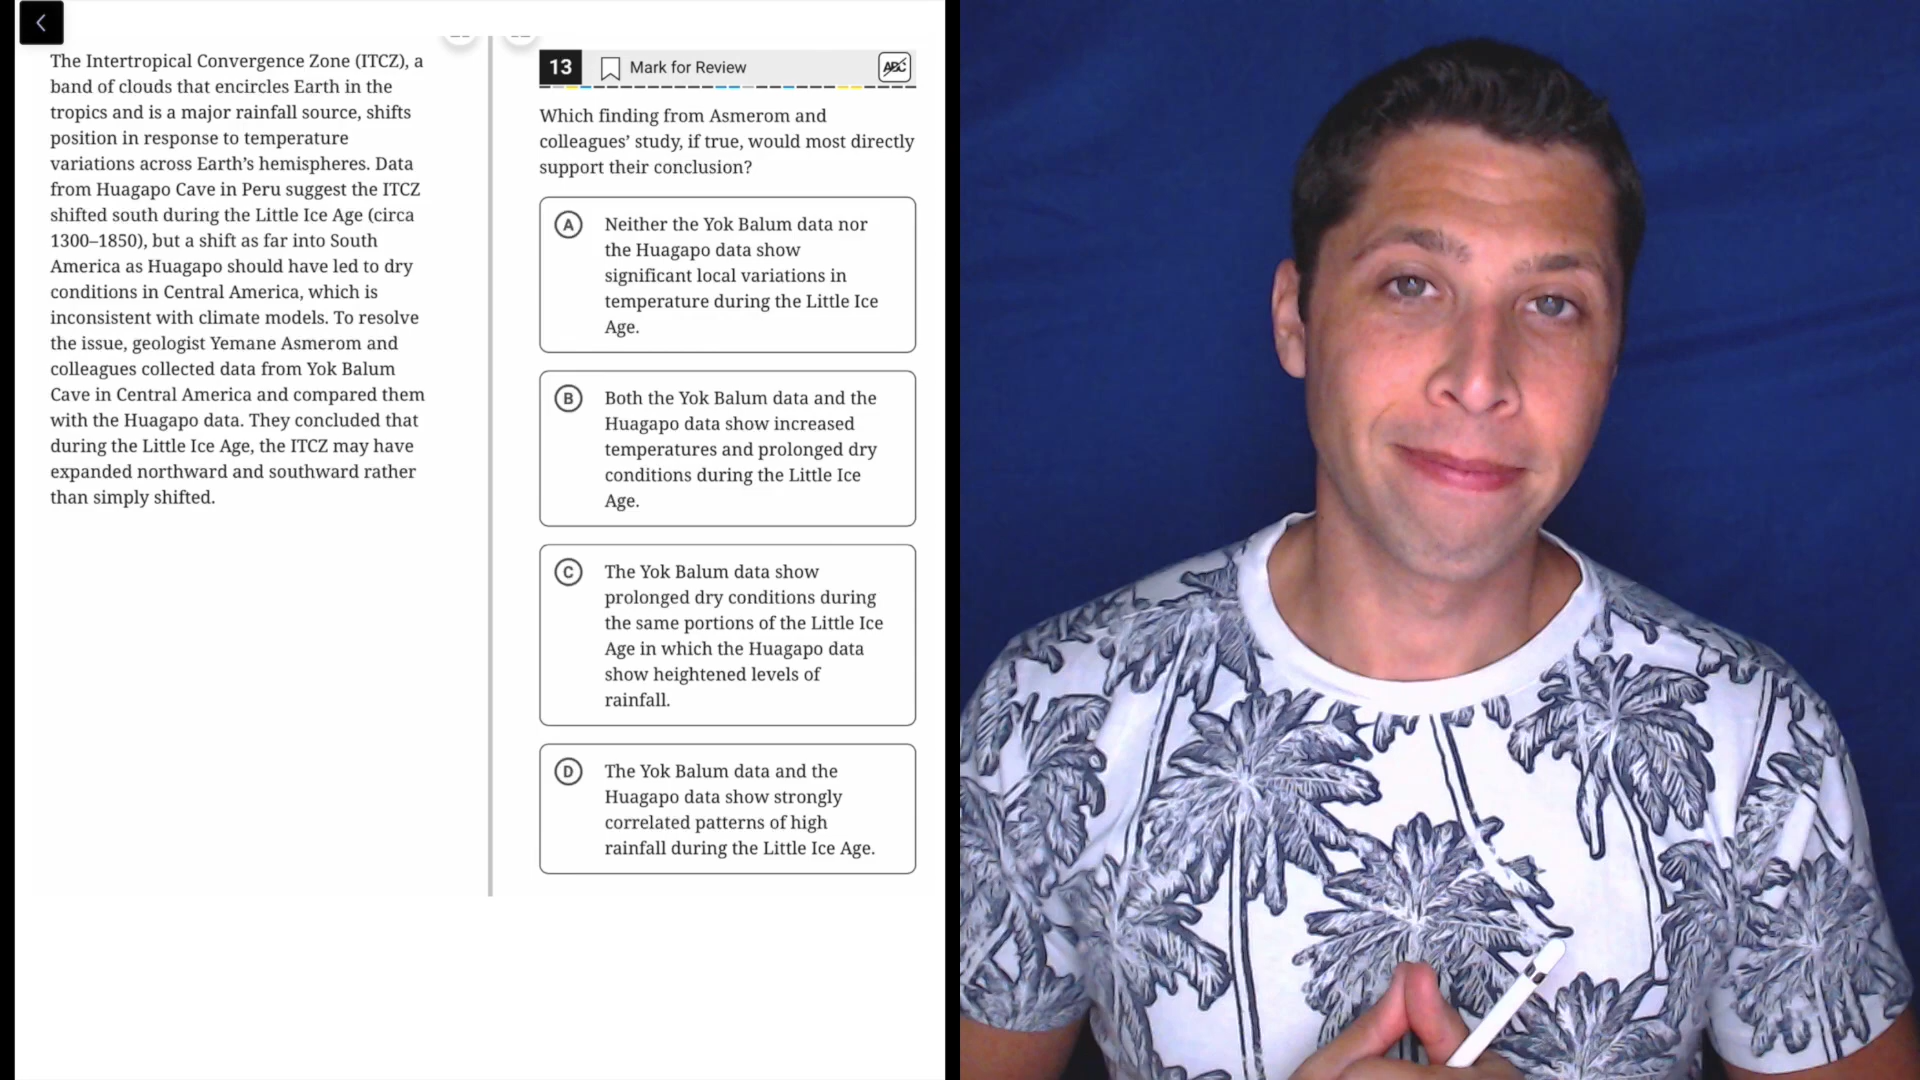 The Intertropical Convergence Zone (ITCZ), a
band of clouds that encircles Earth in the
tropics and is a major rainfall source, shifts
position in response to temperature
variations across Earth's hemispheres. Data
from Huagapo Cave in Peru suggest the ITCZ
shifted south during the Little Ice Age (circa
1300–1850), but a shift as far into South
America as Huagapo should have led to dry
conditions in Central America, which is
inconsistent with climate models. To resolve
the issue, geologist Yemane Asmerom and
colleagues collected data from Yok Balum
Cave in Central America and compared them
with the Huagapo data. They concluded that
during the Little Ice Age, the ITCZ may have
expanded northward and southward rather
than simply shifted.
13 Mark for Review ABC
Which finding from Asmerom and
colleagues' study, if true, would most directly
support their conclusion?
A Neither the Yok Balum data nor
the Huagapo data show
significant local variations in
temperature during the Little Ice
Age.
B Both the Yok Balum data and the
Huagapo data show increased
temperatures and prolonged dry
conditions during the Little Ice
Age.
C The Yok Balum data show
prolonged dry conditions during
the same portions of the Little Ice
Age in which the Huagapo data
show heightened levels of
rainfall.
D The Yok Balum data and the
Huagapo data show strongly
correlated patterns of high
rainfall during the Little Ice Age.